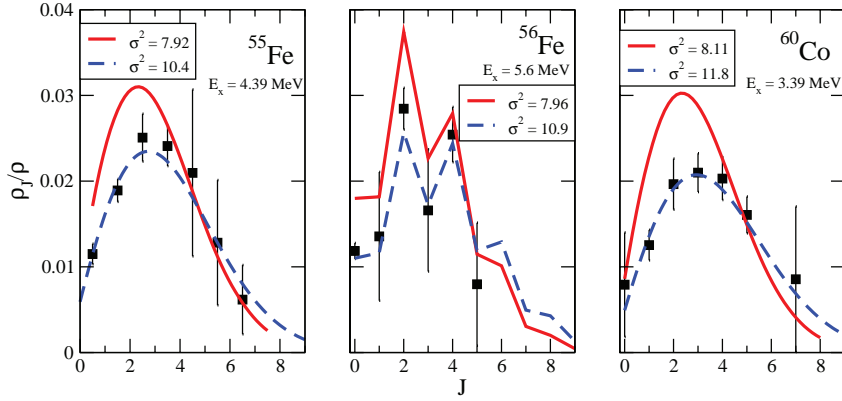 0.04
0.03
0.02
0.01
0
ρ_J/ρ
σ² = 7.92
σ² = 10.4
⁵⁵Fe
Eₓ = 4.39 MeV
0 2 4 6 8
⁵⁶Fe
Eₓ = 5.6 MeV
σ² = 7.96
σ² = 10.9
0 2 4 6 8
J
σ² = 8.11
σ² = 11.8
⁶⁰Co
Eₓ = 3.39 MeV
0 2 4 6 8